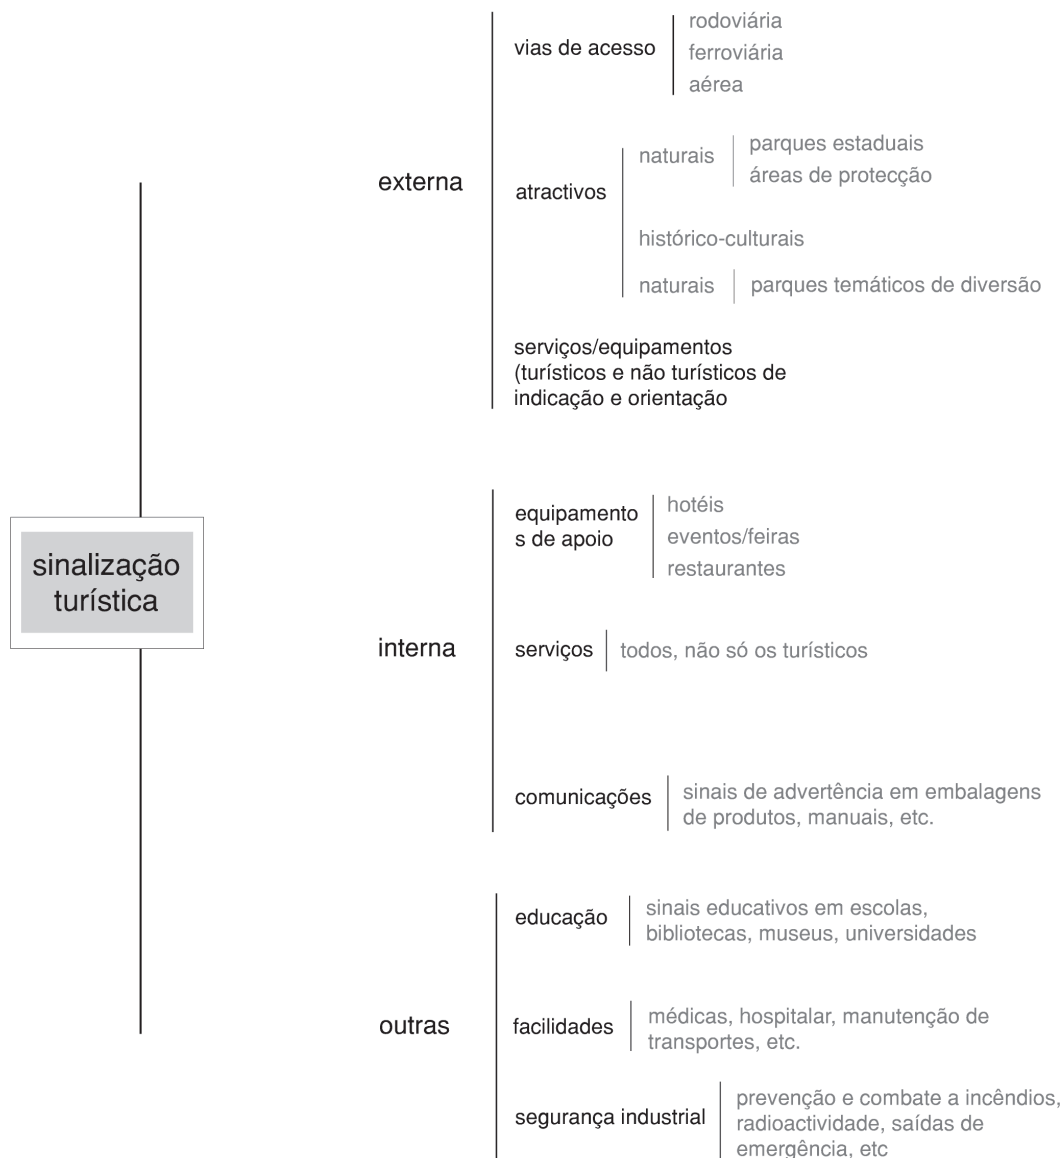 sinalização
turística
externa
vias de acesso
rodoviária
ferroviária
aérea
atractivos
naturais
parques estaduais
áreas de protecção
histórico-culturais
naturais
parques temáticos de diversão
serviços/equipamentos
(turísticos e não turísticos de
indicação e orientação
interna
equipamento
s de apoio
hotéis
eventos/feiras
restaurantes
serviços
todos, não só os turísticos
comunicações
sinais de advertência em embalagens
de produtos, manuais, etc.
outras
educação
sinais educativos em escolas,
bibliotecas, museus, universidades
facilidades
médicas, hospitalar, manutenção de
transportes, etc.
segurança industrial
prevenção e combate a incêndios,
radioactividade, saídas de
emergência, etc